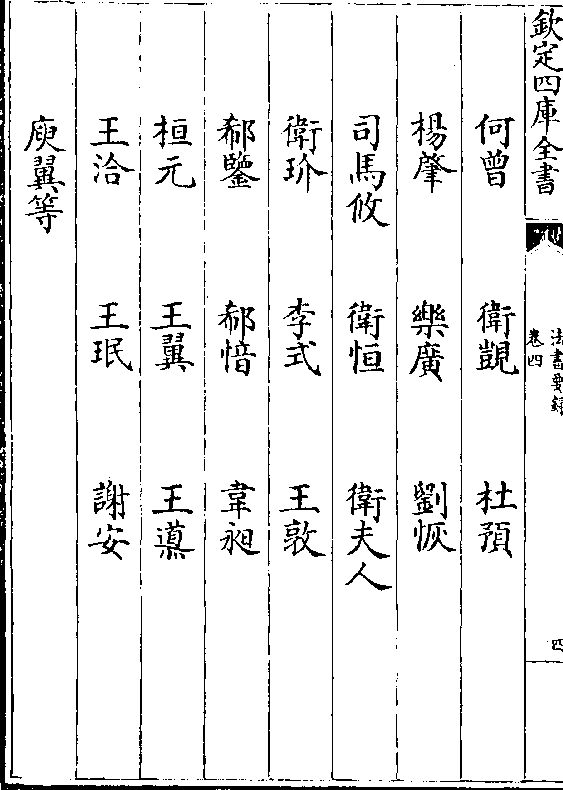 欽定四庫全書
法書要錄
卷四
四
何曾 衛覬 杜預
楊肇 樂廣 劉恢
司馬攸 衛恒 衛夫人
衛玠 李式 王敦
郗鑒 郗愔 韋昶
桓元 王翼 王薰
王洽 王珉 謝安
庾翼等